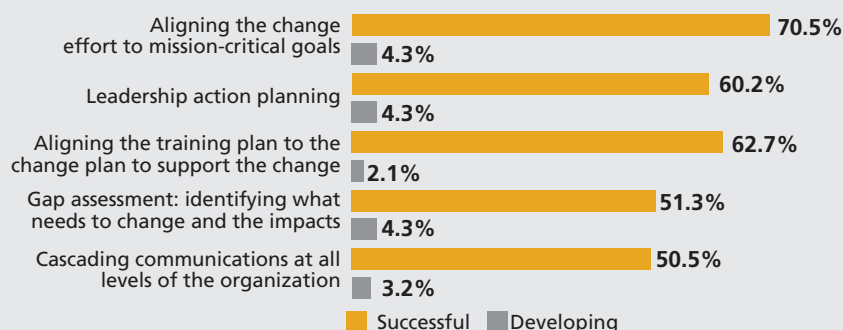 Aligning the change
effort to mission-critical goals
70.5%
4.3%
Leadership action planning
60.2%
4.3%
Aligning the training plan to the
change plan to support the change
62.7%
2.1%
Gap assessment: identifying what
needs to change and the impacts
51.3%
4.3%
Cascading communications at all
levels of the organization
50.5%
3.2%
Successful Developing